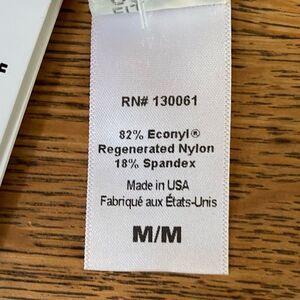 RN# 130061
82% Econyl®
Regenerated Nylon
18% Spandex
Made in USA
Fabriqué aux États-Unis
M/M